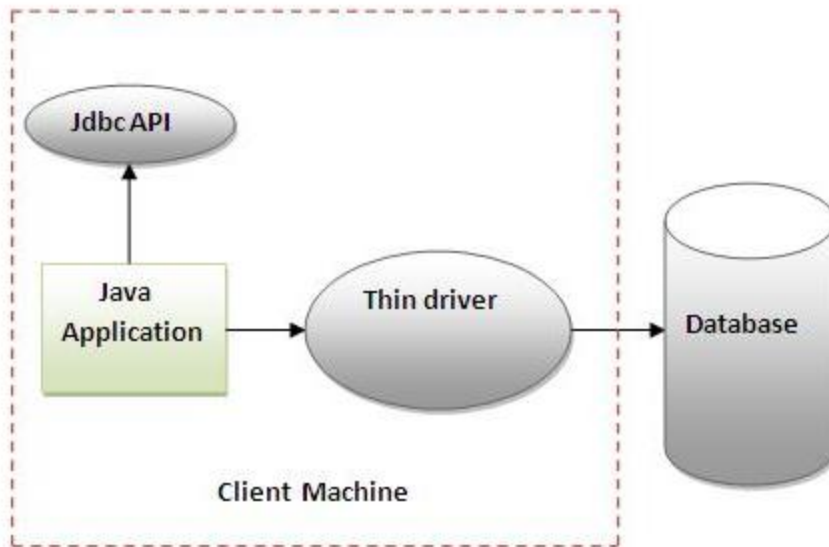 Jdbc API
Java
Application
Thin driver
Database
Client Machine